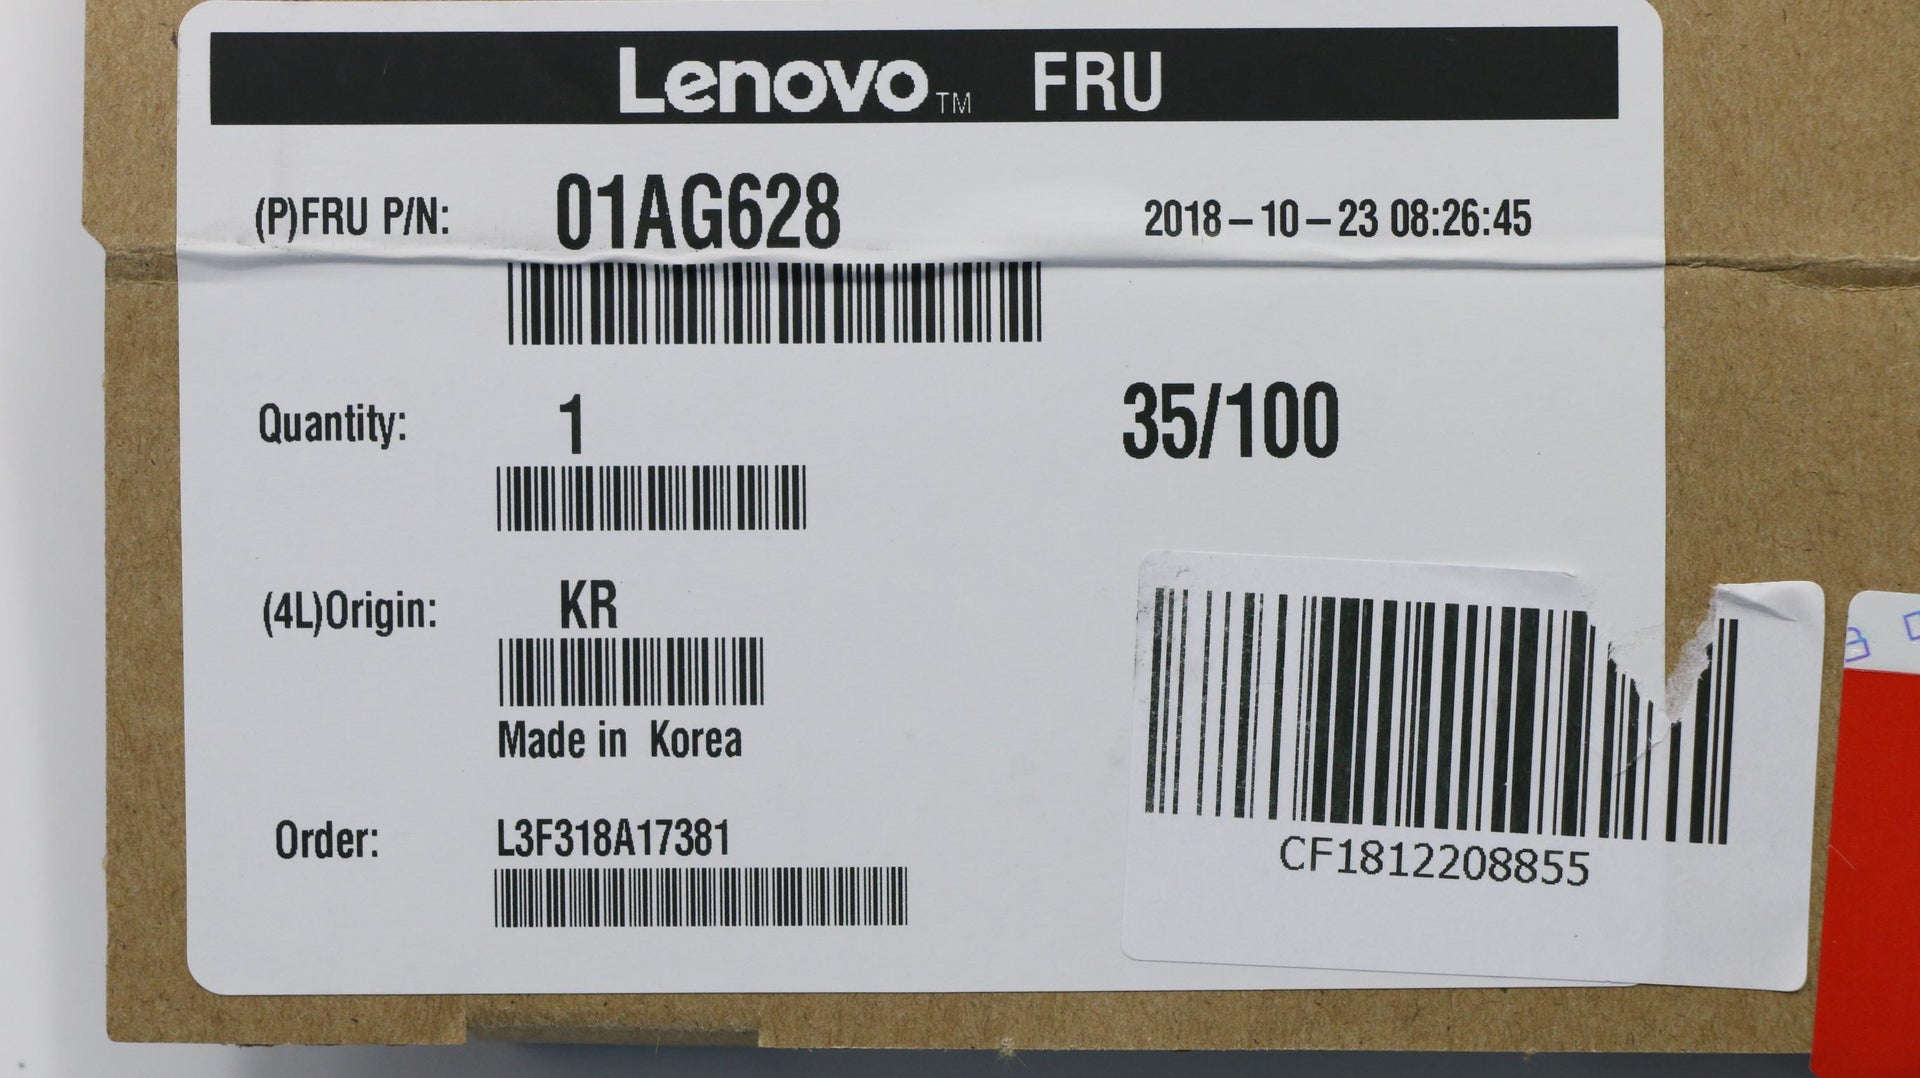 Lenovo™ FRU
(P)FRU P/N: 01AG628 2018-10-23 08:26:45
Quantity: 1 35/100
(4L)Origin: KR
Made in Korea
Order: L3F318A17381
CF1812208855